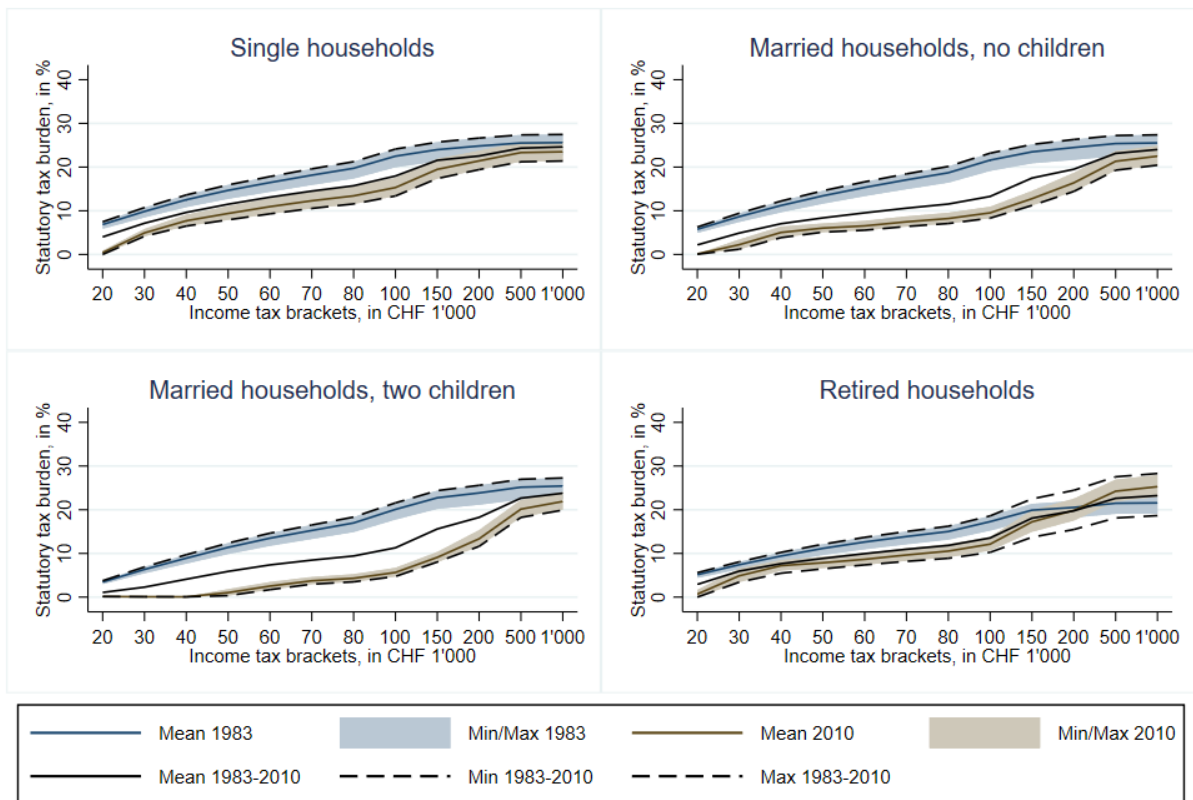 Single households
Statutory tax burden, in %
40
30
20
10
0
20 30 40 50 60 70 80 100 150 200 500 1'000
Income tax brackets, in CHF 1'000
Married households, no children
Statutory tax burden, in %
40
30
20
10
0
20 30 40 50 60 70 80 100 150 200 500 1'000
Income tax brackets, in CHF 1'000
Married households, two children
Statutory tax burden, in %
40
30
20
10
0
20 30 40 50 60 70 80 100 150 200 500 1'000
Income tax brackets, in CHF 1'000
Retired households
Statutory tax burden, in %
40
30
20
10
0
20 30 40 50 60 70 80 100 150 200 500 1'000
Income tax brackets, in CHF 1'000
Mean 1983 Min/Max 1983 Mean 2010 Min/Max 2010
Mean 1983-2010 Min 1983-2010 Max 1983-2010